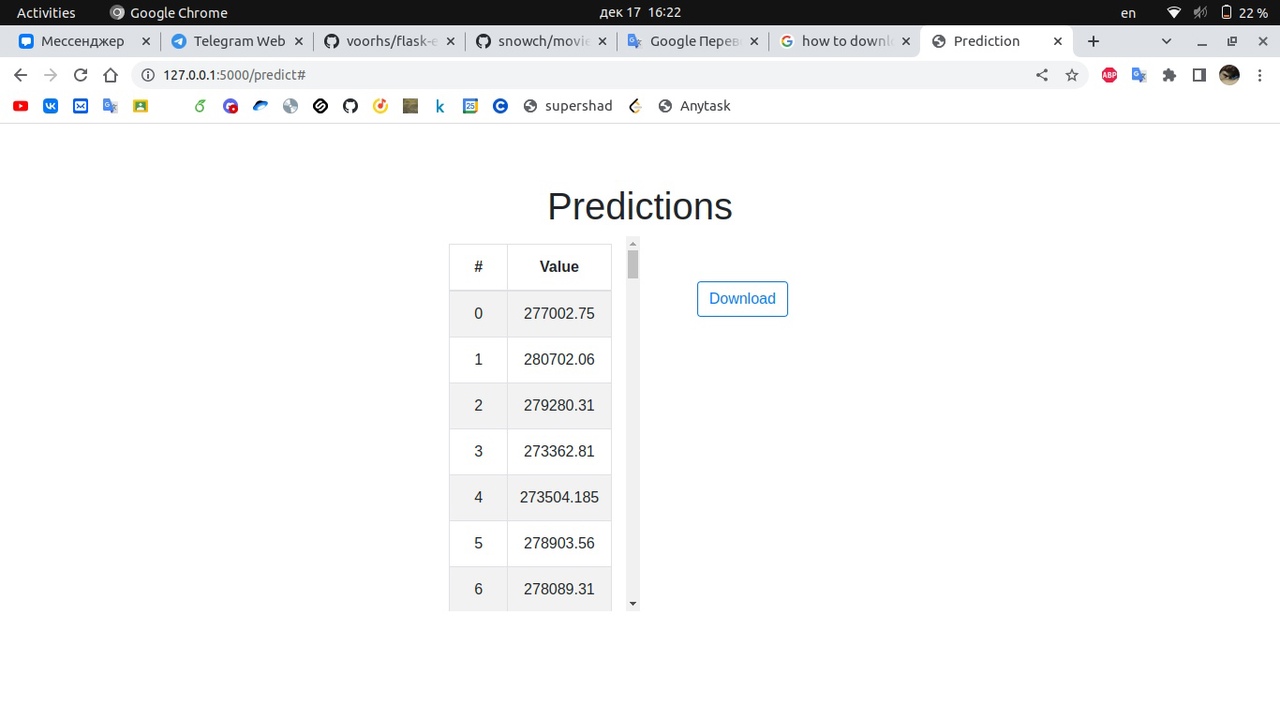 Activities Google Chrome дек 17 16:22 en 22 %
Мессенджер Telegram Web voorhs/flask-e snowch/movie Google Перев how to downl Prediction
127.0.0.1:5000/predict# ABP
k 25 supershad Anytask
Predictions
# Value
Download
0 277002.75
1 280702.06
2 279280.31
3 273362.81
4 273504.185
5 278903.56
6 278089.31